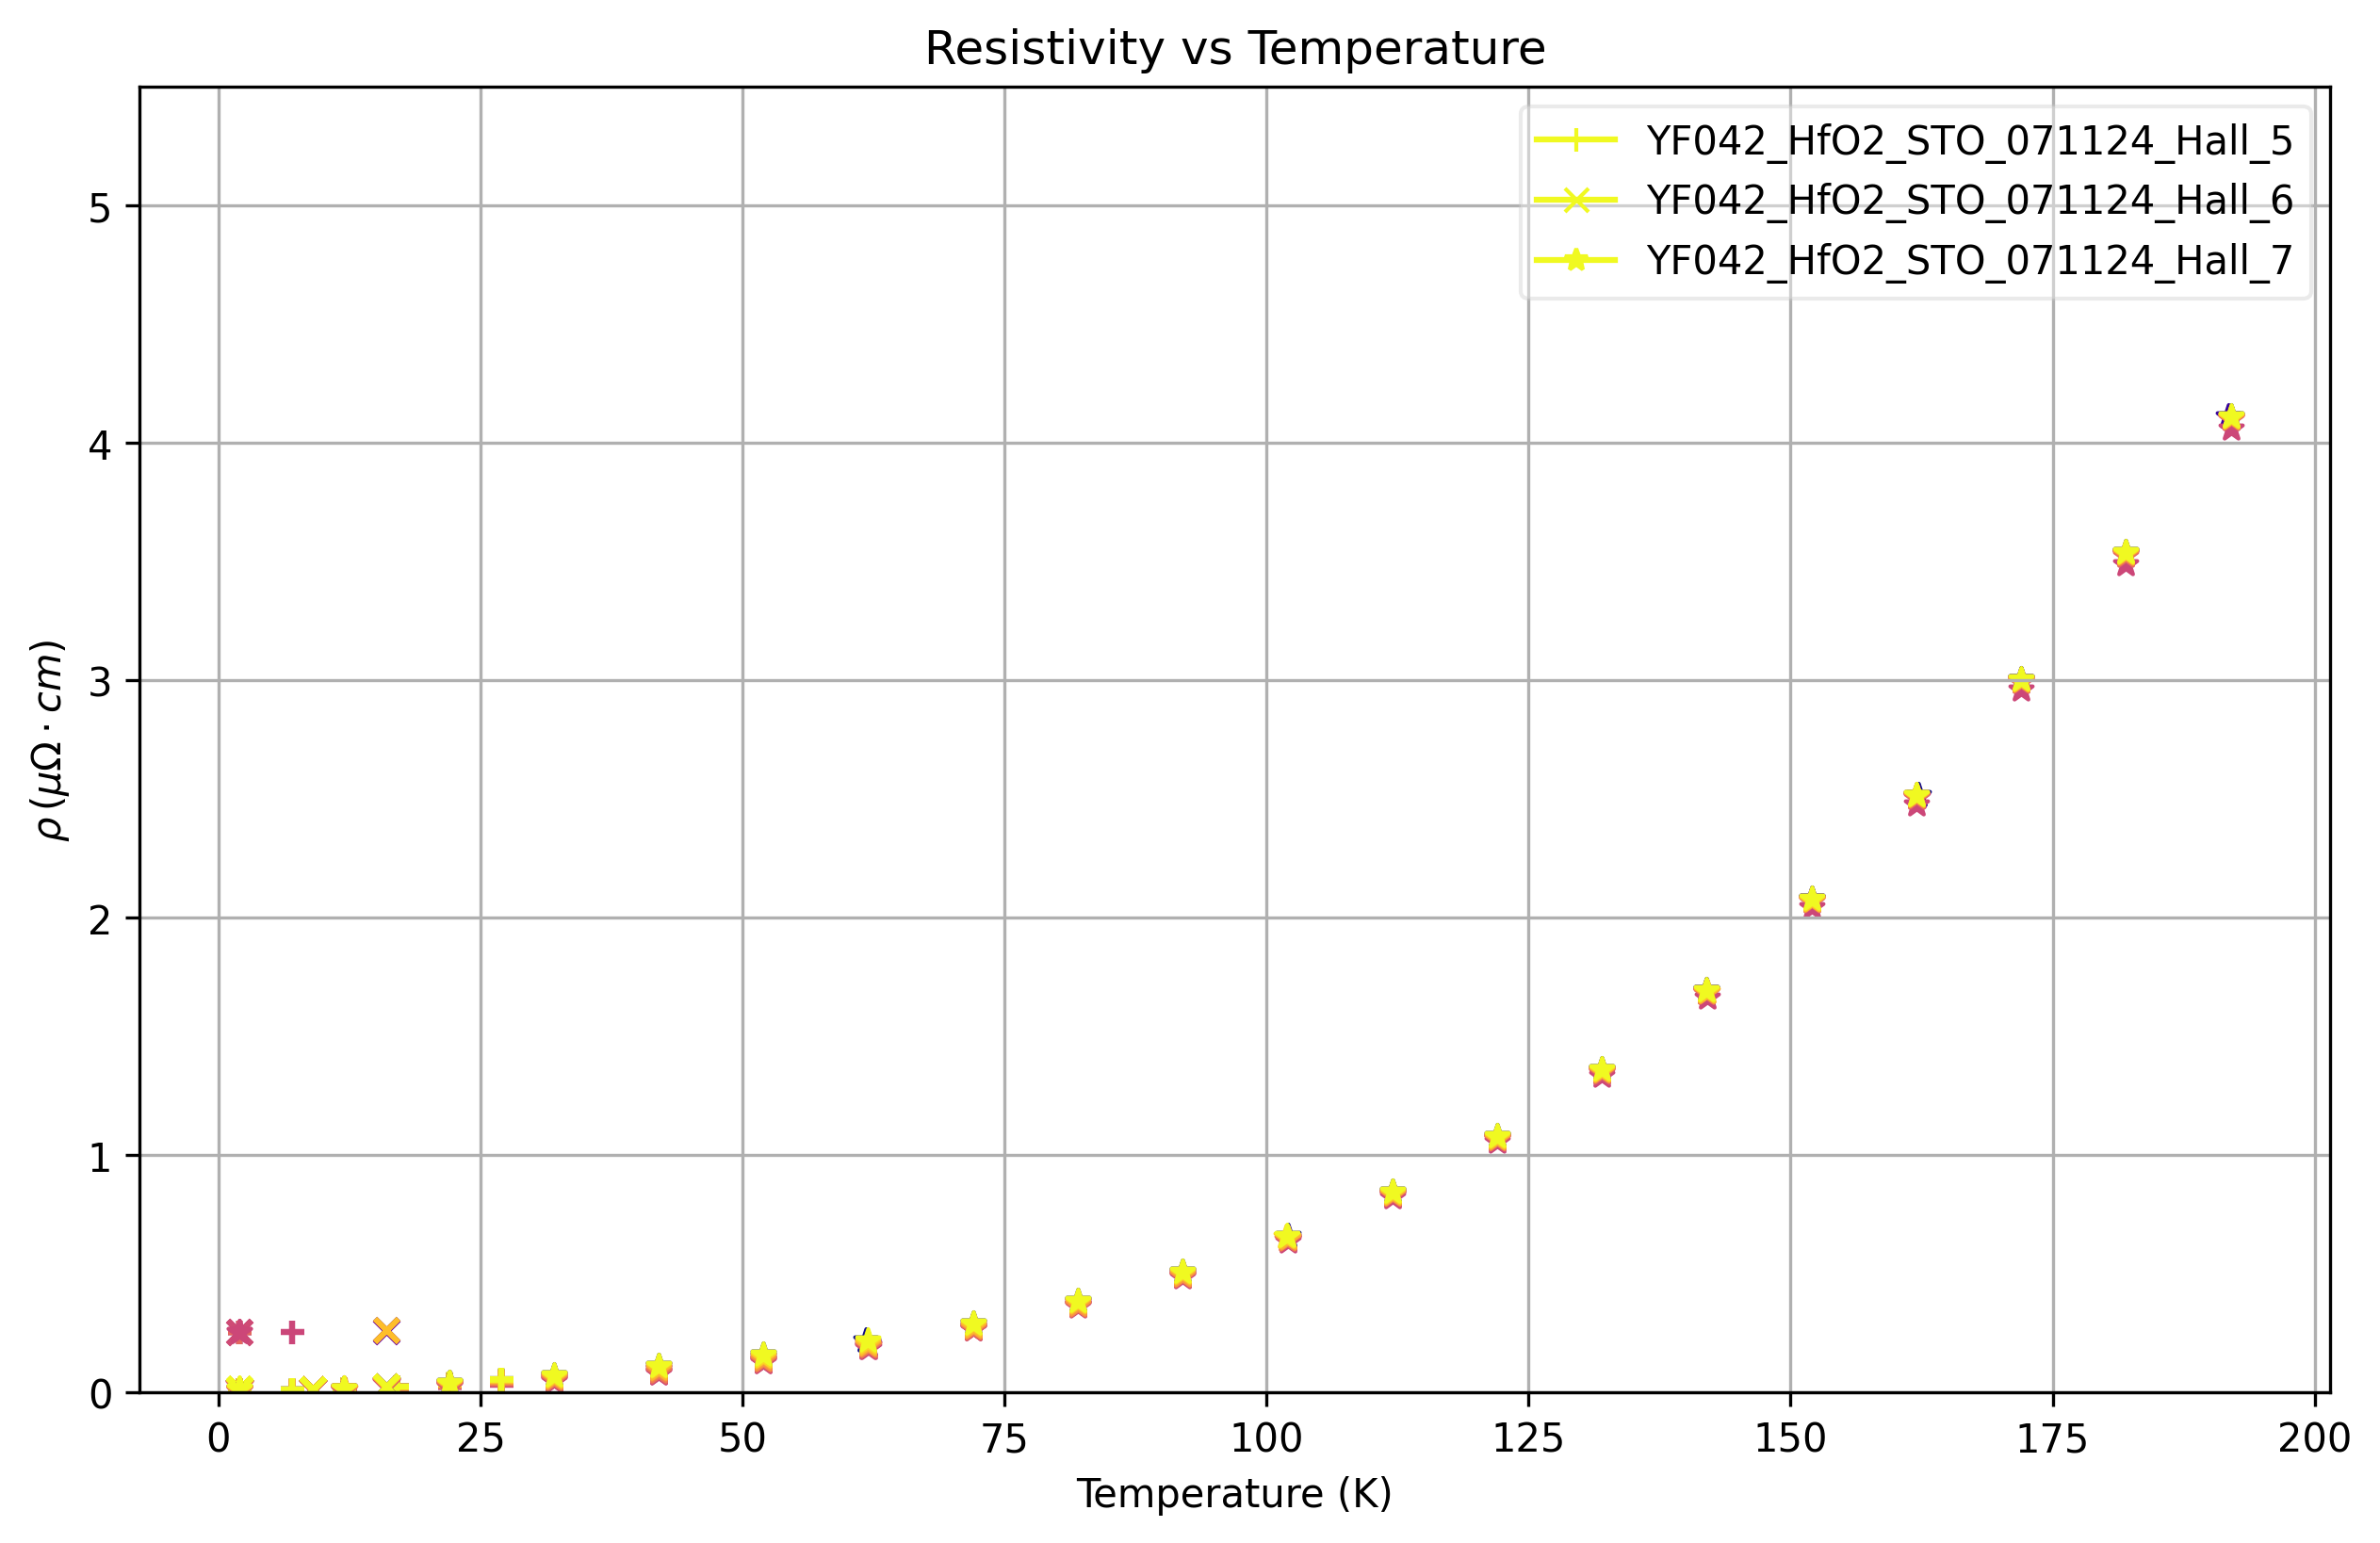 Resistivity vs Temperature
YF042_HfO2_STO_071124_Hall_5
YF042_HfO2_STO_071124_Hall_6
YF042_HfO2_STO_071124_Hall_7
5
4
3
2
1
0
ρ (μΩ · cm)
0 25 50 75 100 125 150 175 200
Temperature (K)